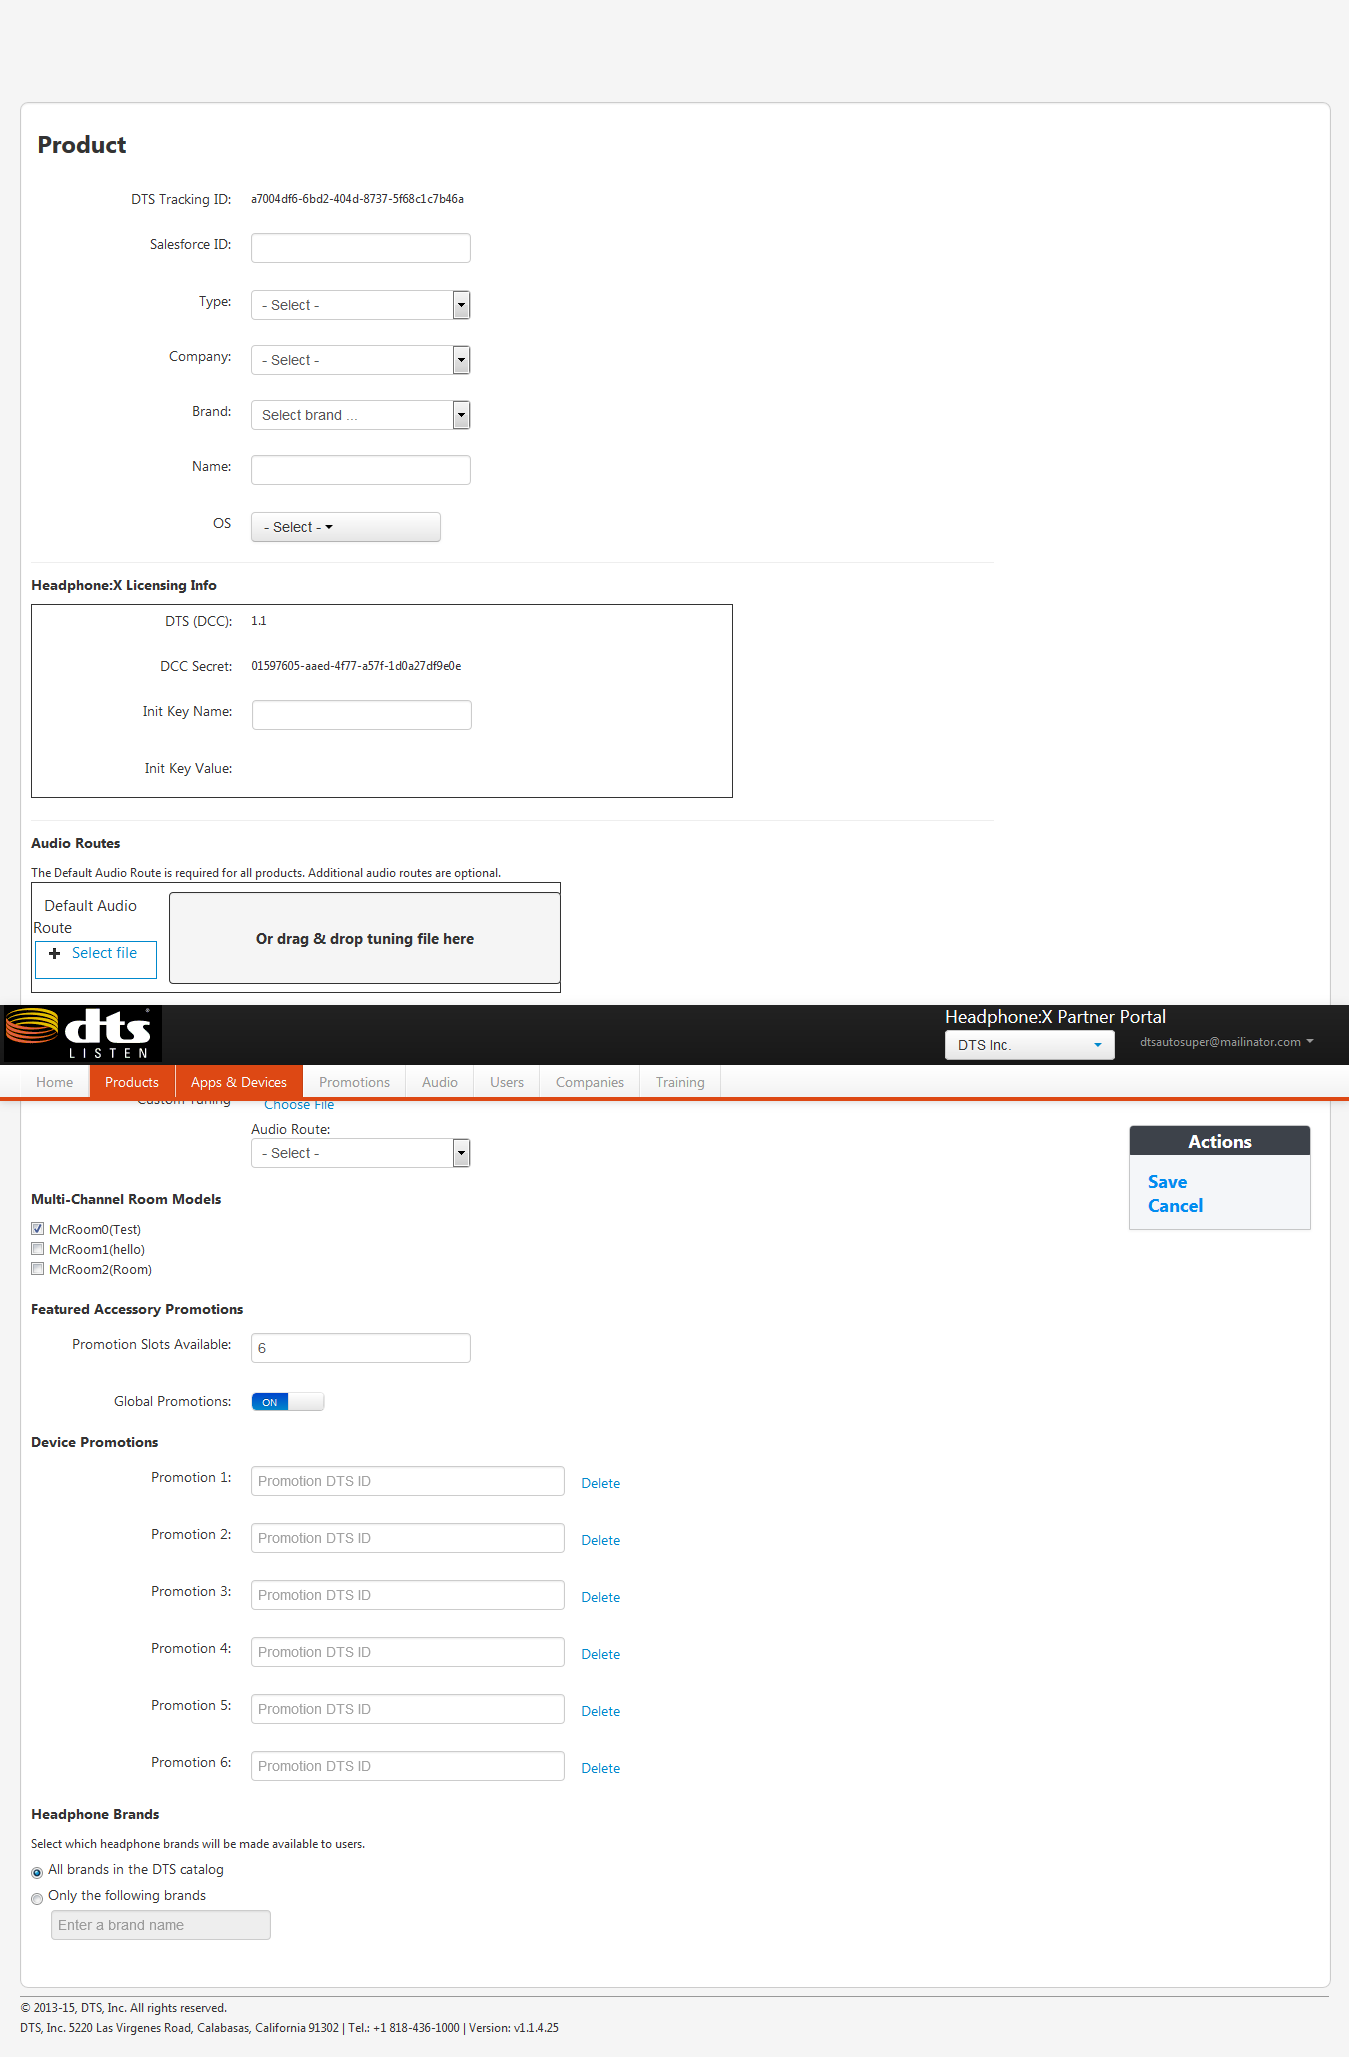 Product
DTS Tracking ID: a7004df6-6bd2-404d-8737-5f68c1c7b46a
Salesforce ID:
Type: - Select -
Company: - Select -
Brand: Select brand ...
Name:
OS - Select -
Headphone:X Licensing Info
DTS (DCC): 1.1
DCC Secret: 01597605-aaed-4f77-a57f-1d0a27df9e0e
Init Key Name:
Init Key Value:
Audio Routes
The Default Audio Route is required for all products. Additional audio routes are optional.
Default Audio
Route
Select file
Or drag & drop tuning file here
dts
LISTEN
Headphone:X Partner Portal
DTS Inc. dtsautosuper@mailinator.com
Home Products Apps & Devices Promotions Audio Users Companies Training
Custom Tuning Choose File
Audio Route:
- Select -
Actions
Save
Cancel
Multi-Channel Room Models
McRoom0(Test)
McRoom1(hello)
McRoom2(Room)
Featured Accessory Promotions
Promotion Slots Available: 6
Global Promotions: ON
Device Promotions
Promotion 1: Promotion DTS ID Delete
Promotion 2: Promotion DTS ID Delete
Promotion 3: Promotion DTS ID Delete
Promotion 4: Promotion DTS ID Delete
Promotion 5: Promotion DTS ID Delete
Promotion 6: Promotion DTS ID Delete
Headphone Brands
Select which headphone brands will be made available to users.
All brands in the DTS catalog
Only the following brands
Enter a brand name
© 2013-15, DTS, Inc. All rights reserved.
DTS, Inc. 5220 Las Virgenes Road, Calabasas, California 91302 | Tel.: +1 818-436-1000 | Version: v1.1.4.25